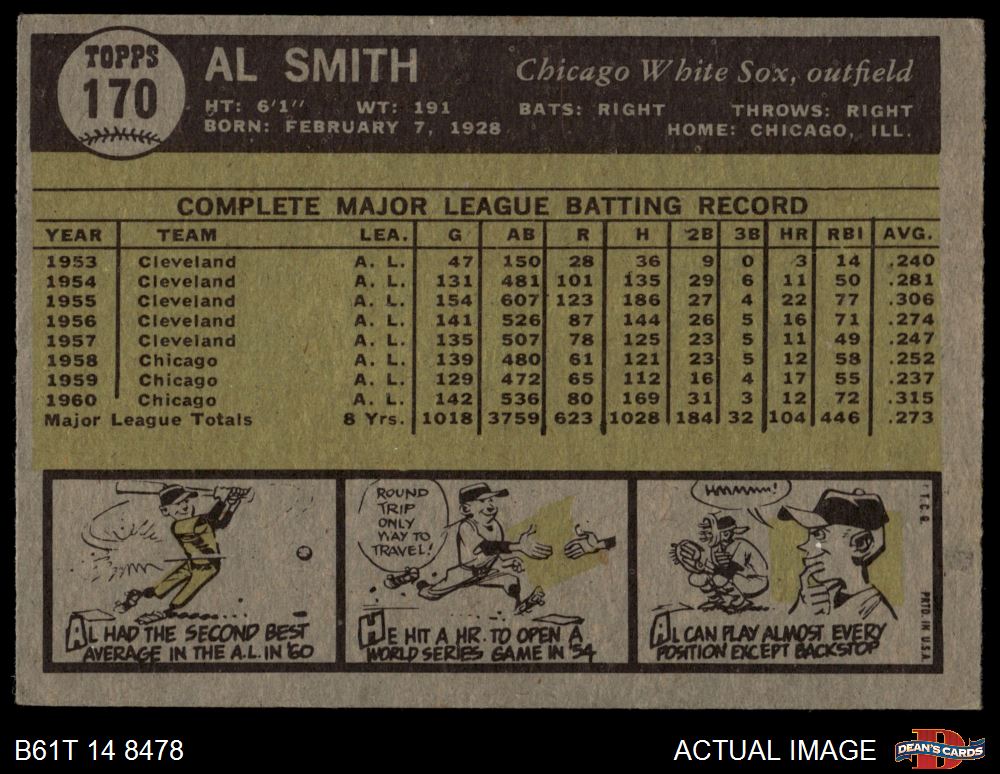 TOPPS
170
AL SMITH
Chicago White Sox, outfield
HT: 6'1" WT: 191 BATS: RIGHT THROWS: RIGHT
BORN: FEBRUARY 7, 1928 HOME: CHICAGO, ILL.
COMPLETE MAJOR LEAGUE BATTING RECORD
YEAR TEAM LEA. G AB R H 2B 3B HR RBI AVG.
1953 Cleveland A. L. 47 150 28 36 9 0 3 14 .240
1954 Cleveland A. L. 131 481 101 135 29 6 11 50 .281
1955 Cleveland A. L. 154 607 123 186 27 4 22 77 .306
1956 Cleveland A. L. 141 526 87 144 26 5 16 71 .274
1957 Cleveland A. L. 135 507 78 125 23 5 11 49 .247
1958 Chicago A. L. 139 480 61 121 23 5 12 58 .252
1959 Chicago A. L. 129 472 65 112 16 4 17 55 .237
1960 Chicago A. L. 142 536 80 169 31 3 12 72 .315
Major League Totals 8 Yrs. 1018 3759 623 1028 184 32 104 446 .273
AL HAD THE SECOND BEST
AVERAGE IN THE A.L. IN '60
ROUND
TRIP
ONLY
WAY TO
TRAVEL!
HE HIT A HR. TO OPEN A
WORLD SERIES GAME IN '54
Hmmmm!
AL CAN PLAY ALMOST EVERY
POSITION EXCEPT BACKSTOP
T. C. G.
PRTD. IN U.S.A.
B61T 14 8478
ACTUAL IMAGE
D
DEAN'S CARDS